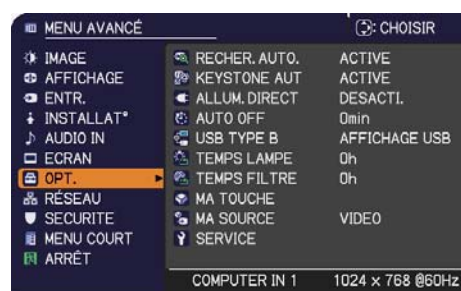 MENU AVANCÉ : CHOISIR
IMAGE RECHER. AUTO. ACTIVE
AFFICHAGE KEYSTONE AUT ACTIVE
ENTR. ALLUM. DIRECT DESACTI.
INSTALLAT° AUTO OFF 0min
AUDIO IN USB TYPE B AFFICHAGE USB
ECRAN TEMPS LAMPE 0h
OPT. TEMPS FILTRE 0h
RÉSEAU MA TOUCHE
SECURITE MA SOURCE VIDEO
MENU COURT SERVICE
ARRÊT
COMPUTER IN 1 1024 x 768 @60Hz